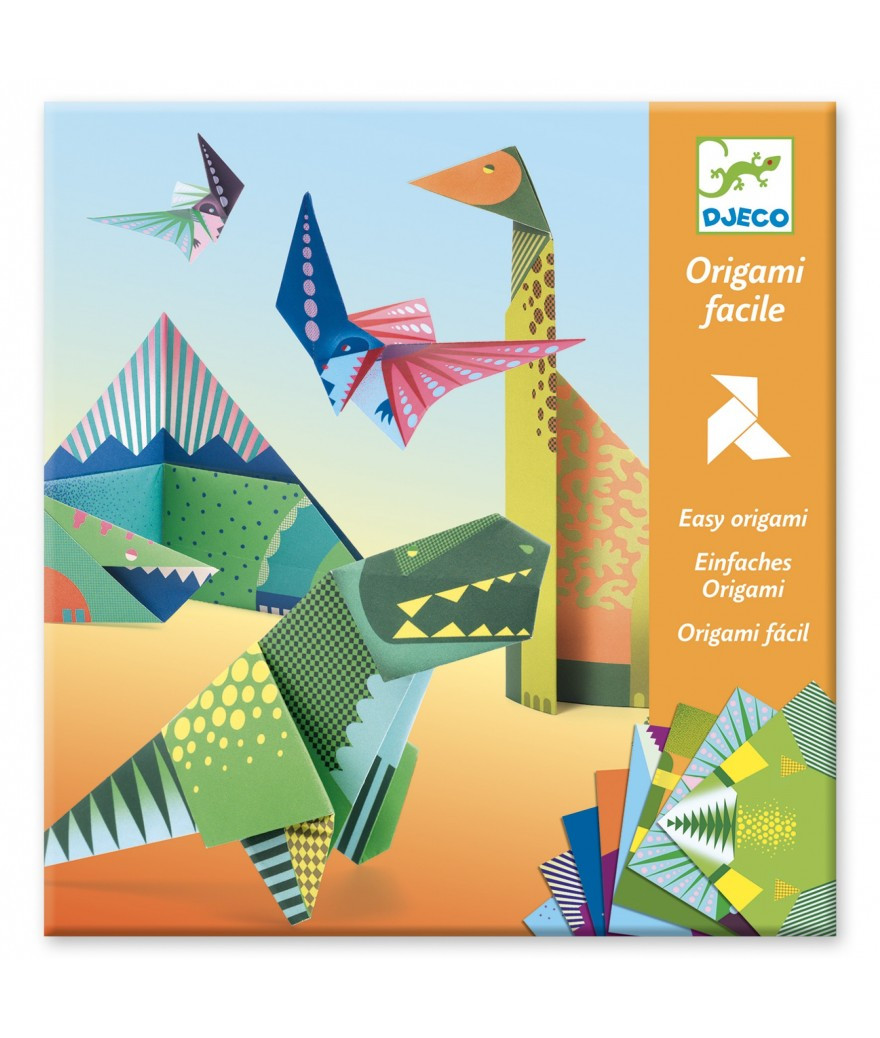 DJECO
Origami
facile
Easy origami
Einfaches
Origami
Origami fácil